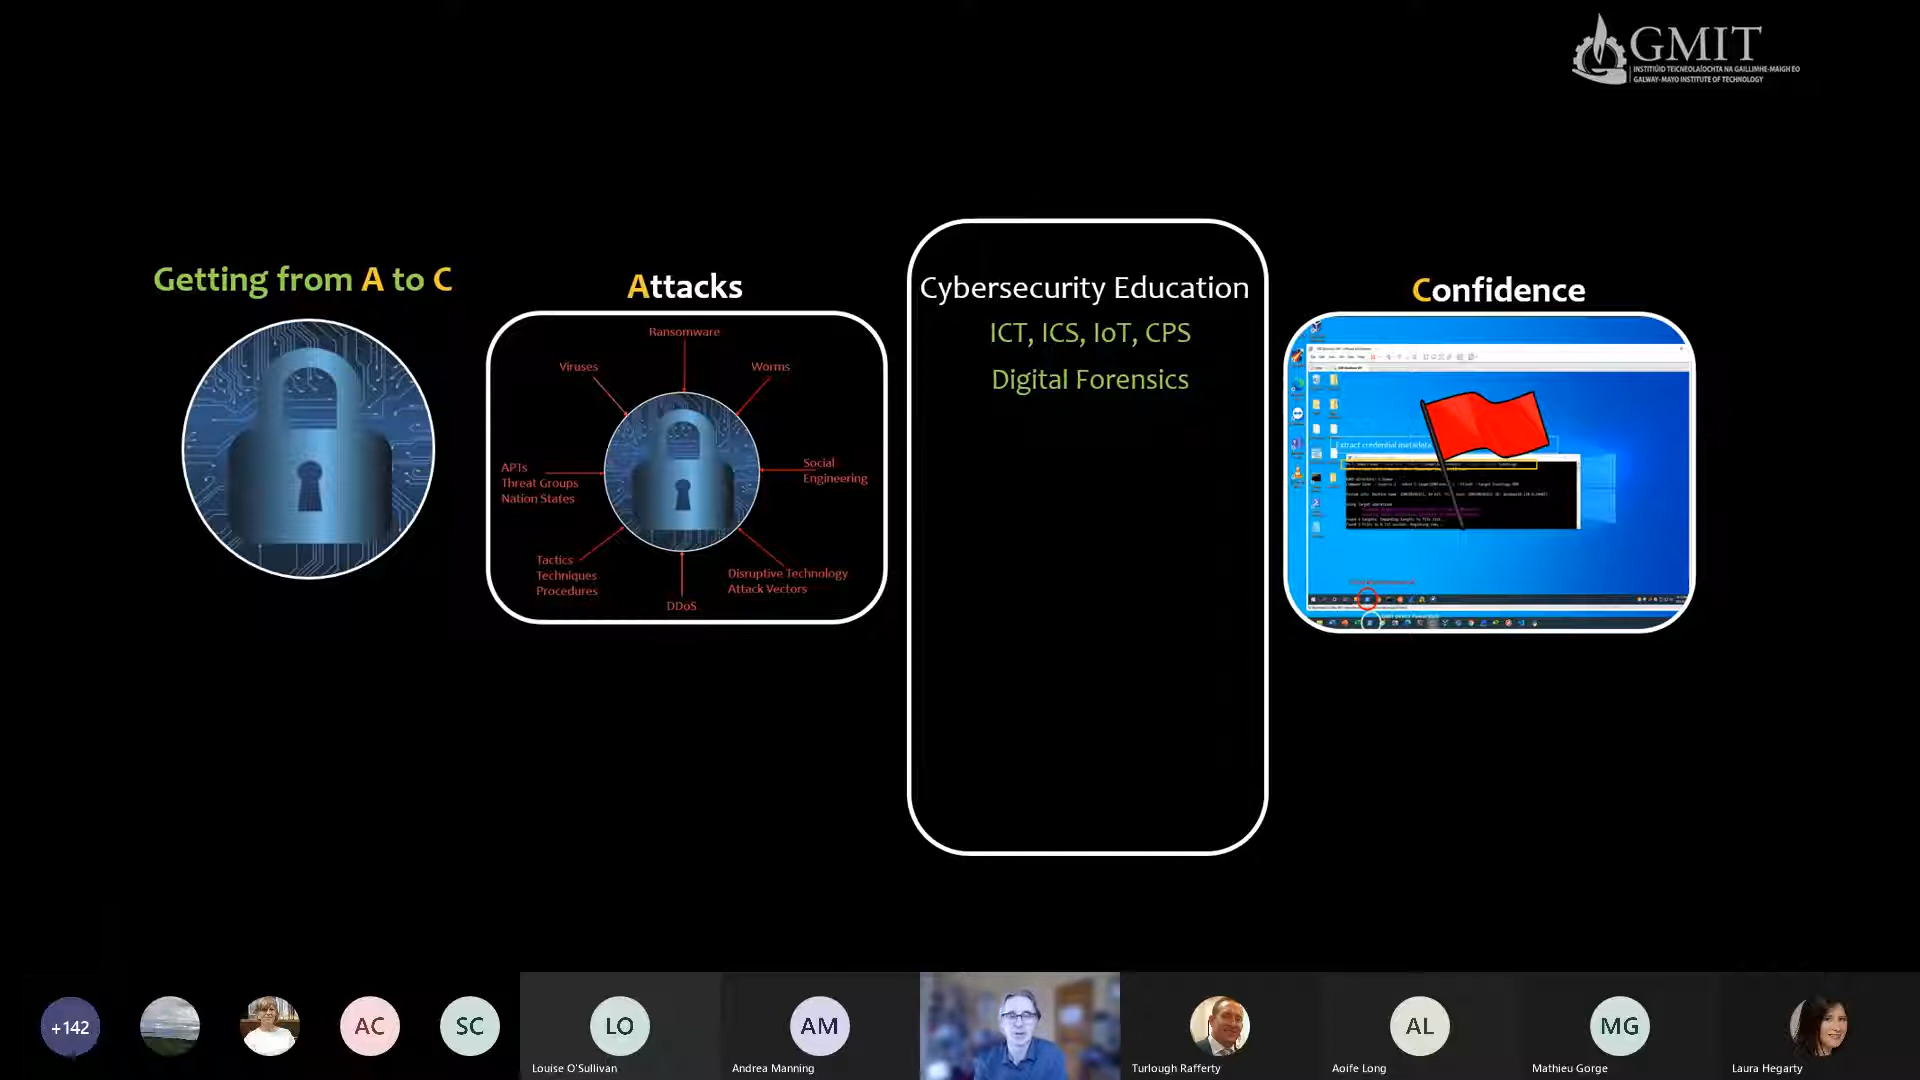 GMIT
INSTITIÚID TEICNEOLAÍOCHTA NA GAILLIMHE-MAIGH EO
GALWAY-MAYO INSTITUTE OF TECHNOLOGY
Getting from A to C
Attacks
Ransomware
Viruses
Worms
APTs
Threat Groups
Nation States
Social
Engineering
Tactics
Techniques
Procedures
Disruptive Technology
Attack Vectors
DDoS
Cybersecurity Education
ICT, ICS, IoT, CPS
Digital Forensics
Confidence
Extract credential metadata
+142
AC
SC
LO
Louise O'Sullivan
AM
Andrea Manning
Turlough Rafferty
AL
Aoife Long
MG
Mathieu Gorge
Laura Hegarty